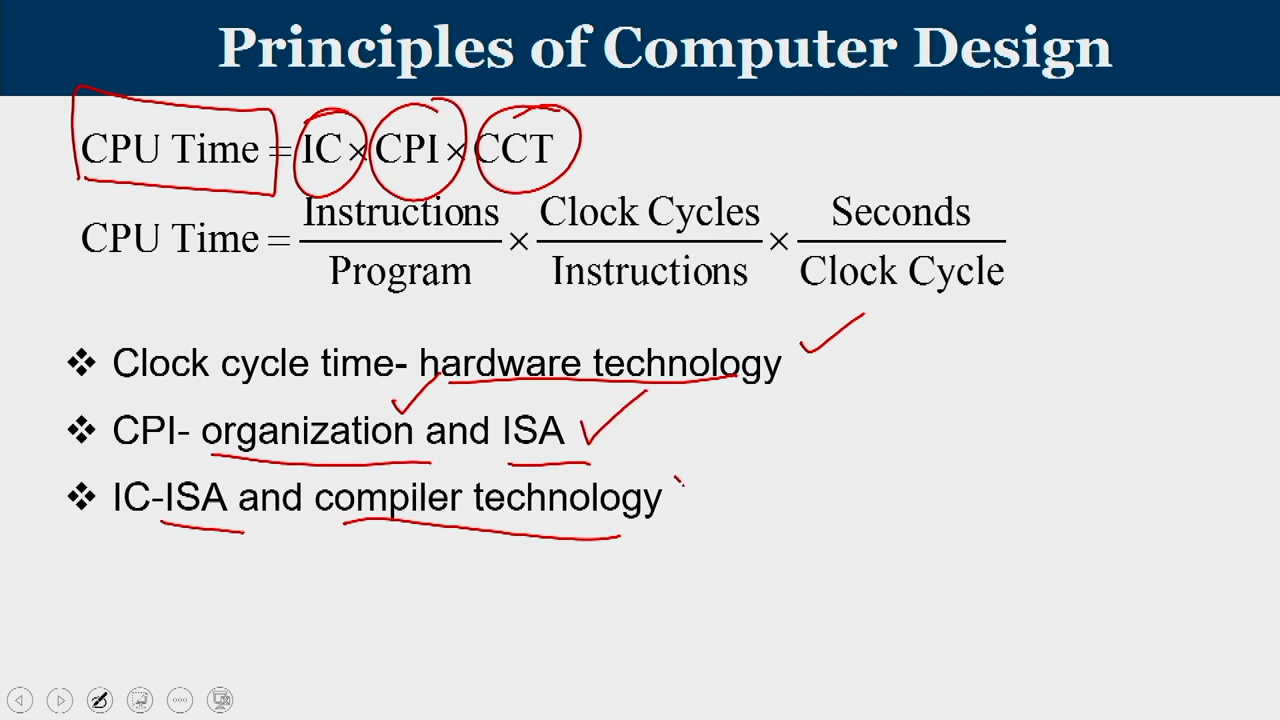 Principles of Computer Design
CPU Time = IC × CPI × CCT
CPU Time = Instructions/Program × Clock Cycles/Instructions × Seconds/Clock Cycle
❖ Clock cycle time- hardware technology
❖ CPI- organization and ISA
❖ IC-ISA and compiler technology